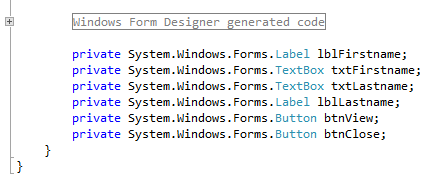 Windows Form Designer generated code
private System.Windows.Forms.Label lblFirstname;
private System.Windows.Forms.TextBox txtFirstname;
private System.Windows.Forms.TextBox txtLastname;
private System.Windows.Forms.Label lblLastname;
private System.Windows.Forms.Button btnView;
private System.Windows.Forms.Button btnClose;
}
}